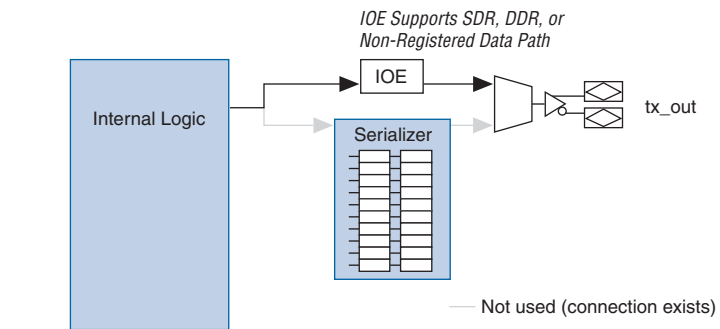 IOE Supports SDR, DDR, or
Non-Registered Data Path
IOE
Internal Logic
tx_out
Serializer
Not used (connection exists)